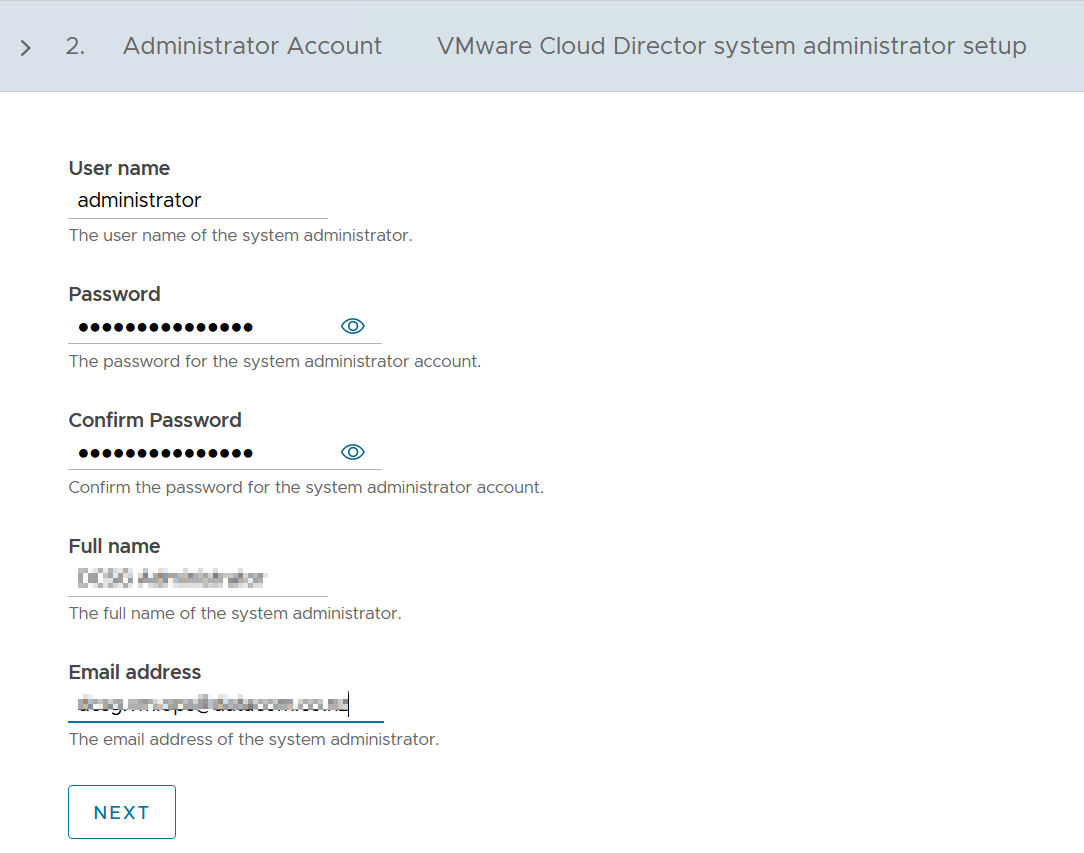 2. Administrator Account VMware Cloud Director system administrator setup
User name
administrator
The user name of the system administrator.
Password
•••••••••••••••
The password for the system administrator account.
Confirm Password
•••••••••••••••
Confirm the password for the system administrator account.
Full name
The full name of the system administrator.
Email address
The email address of the system administrator.
NEXT